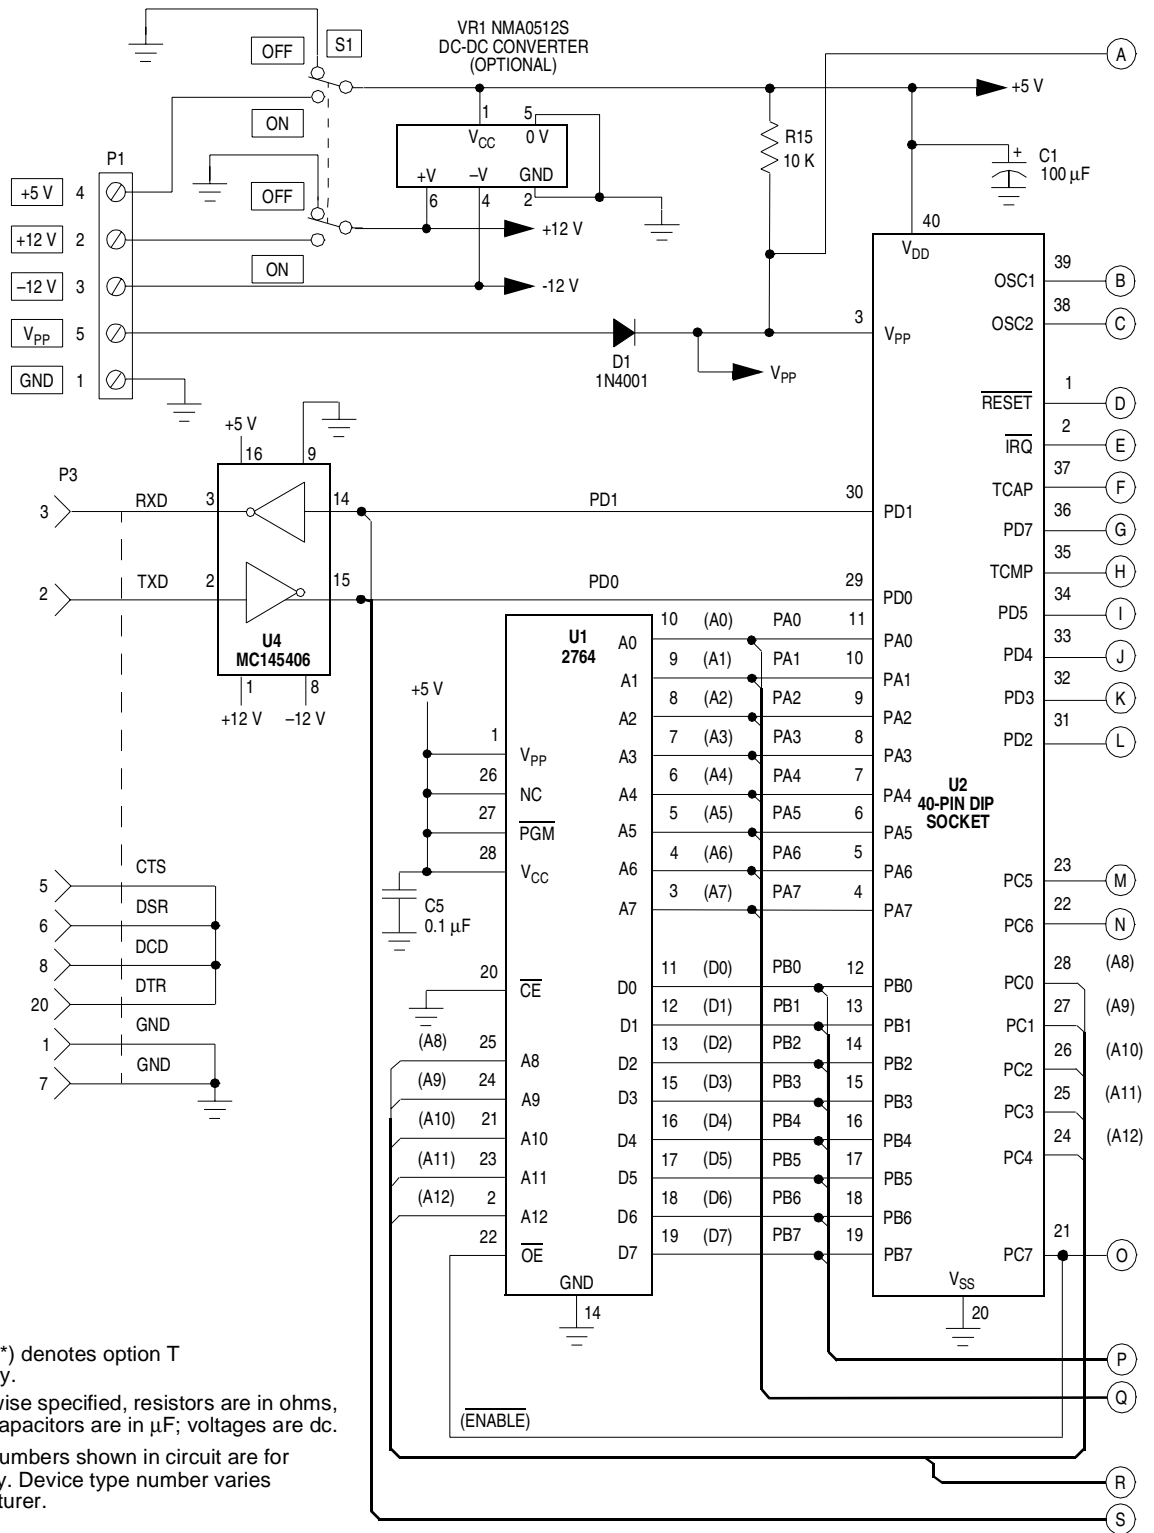 VR1 NMA0512S
DC-DC CONVERTER
(OPTIONAL)
OFF
S1
ON
A
+5 V
1
5
VCC
0 V
+V
–V
GND
6
4
2
R15
10 K
+
C1
100 µF
P1
+5 V 4
+12 V 2
–12 V 3
VPP 5
GND 1
OFF
ON
+12 V
-12 V
D1
1N4001
VPP
40
VDD
3
VPP
OSC1 39 B
OSC2 38 C
RESET 1 D
IRQ 2 E
TCAP 37 F
PD7 36 G
TCMP 35 H
PD5 34 I
PD4 33 J
PD3 32 K
PD2 31 L
+5 V
16
9
P3
3 RXD 3
14 PD1 30 PD1
2 TXD 2
15 PD0 29 PD0
U4
MC145406
1
8
+12 V
–12 V
U1
2764
A0 10 (A0) PA0 11 PA0
A1 9 (A1) PA1 10 PA1
A2 8 (A2) PA2 9 PA2
A3 7 (A3) PA3 8 PA3
A4 6 (A4) PA4 7 PA4
A5 5 (A5) PA5 6 PA5
A6 4 (A6) PA6 5 PA6
A7 3 (A7) PA7 4 PA7
U2
40-PIN DIP
SOCKET
+5 V
1 VPP
26 NC
27 PGM
28 VCC
C5
0.1 µF
5 CTS
6 DSR
8 DCD
20 DTR
1 GND
7 GND
PC5 23 M
PC6 22 N
PC0 28 (A8)
PC1 27 (A9)
PC2 26 (A10)
PC3 25 (A11)
PC4 24 (A12)
PC7 21 O
20 CE
(A8) 25 A8
(A9) 24 A9
(A10) 21 A10
(A11) 23 A11
(A12) 2 A12
22 OE
D0 11 (D0) PB0 12 PB0
D1 12 (D1) PB1 13 PB1
D2 13 (D2) PB2 14 PB2
D3 15 (D3) PB3 15 PB3
D4 16 (D4) PB4 16 PB4
D5 17 (D5) PB5 17 PB5
D6 18 (D6) PB6 18 PB6
D7 19 (D7) PB7 19 PB7
GND
14
VSS
20
P
Q
(ENABLE)
R
S
*) denotes option T
y.
wise specified, resistors are in ohms,
apacitors are in µF; voltages are dc.
umbers shown in circuit are for
y. Device type number varies
turer.